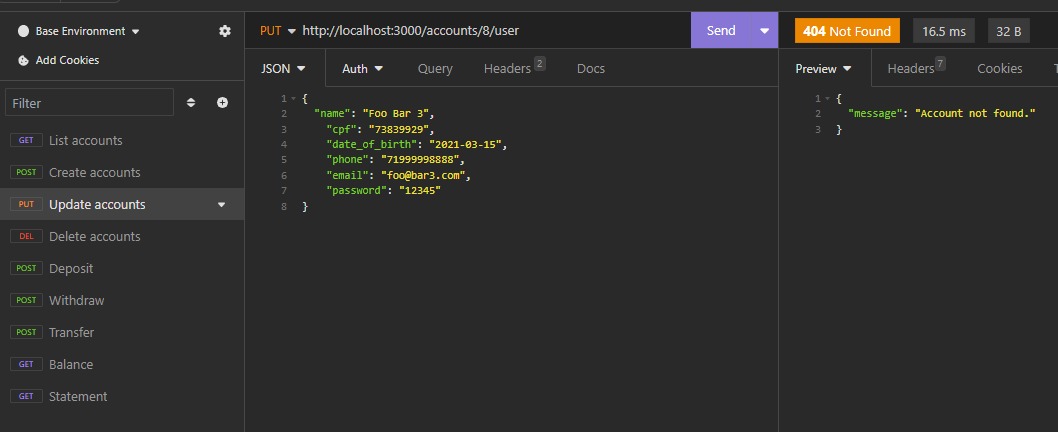 Base Environment
Add Cookies
Filter
GET List accounts
POST Create accounts
PUT Update accounts
DEL Delete accounts
POST Deposit
POST Withdraw
POST Transfer
GET Balance
GET Statement
PUT http://localhost:3000/accounts/8/user Send
JSON Auth Query Headers 2 Docs
1 {
2 "name": "Foo Bar 3",
3 "cpf": "73839929",
4 "date_of_birth": "2021-03-15",
5 "phone": "71999998888",
6 "email": "foo@bar3.com",
7 "password": "12345"
8 }
404 Not Found 16.5 ms 32 B
Preview Headers 7 Cookies
1 {
2 "message": "Account not found."
3 }